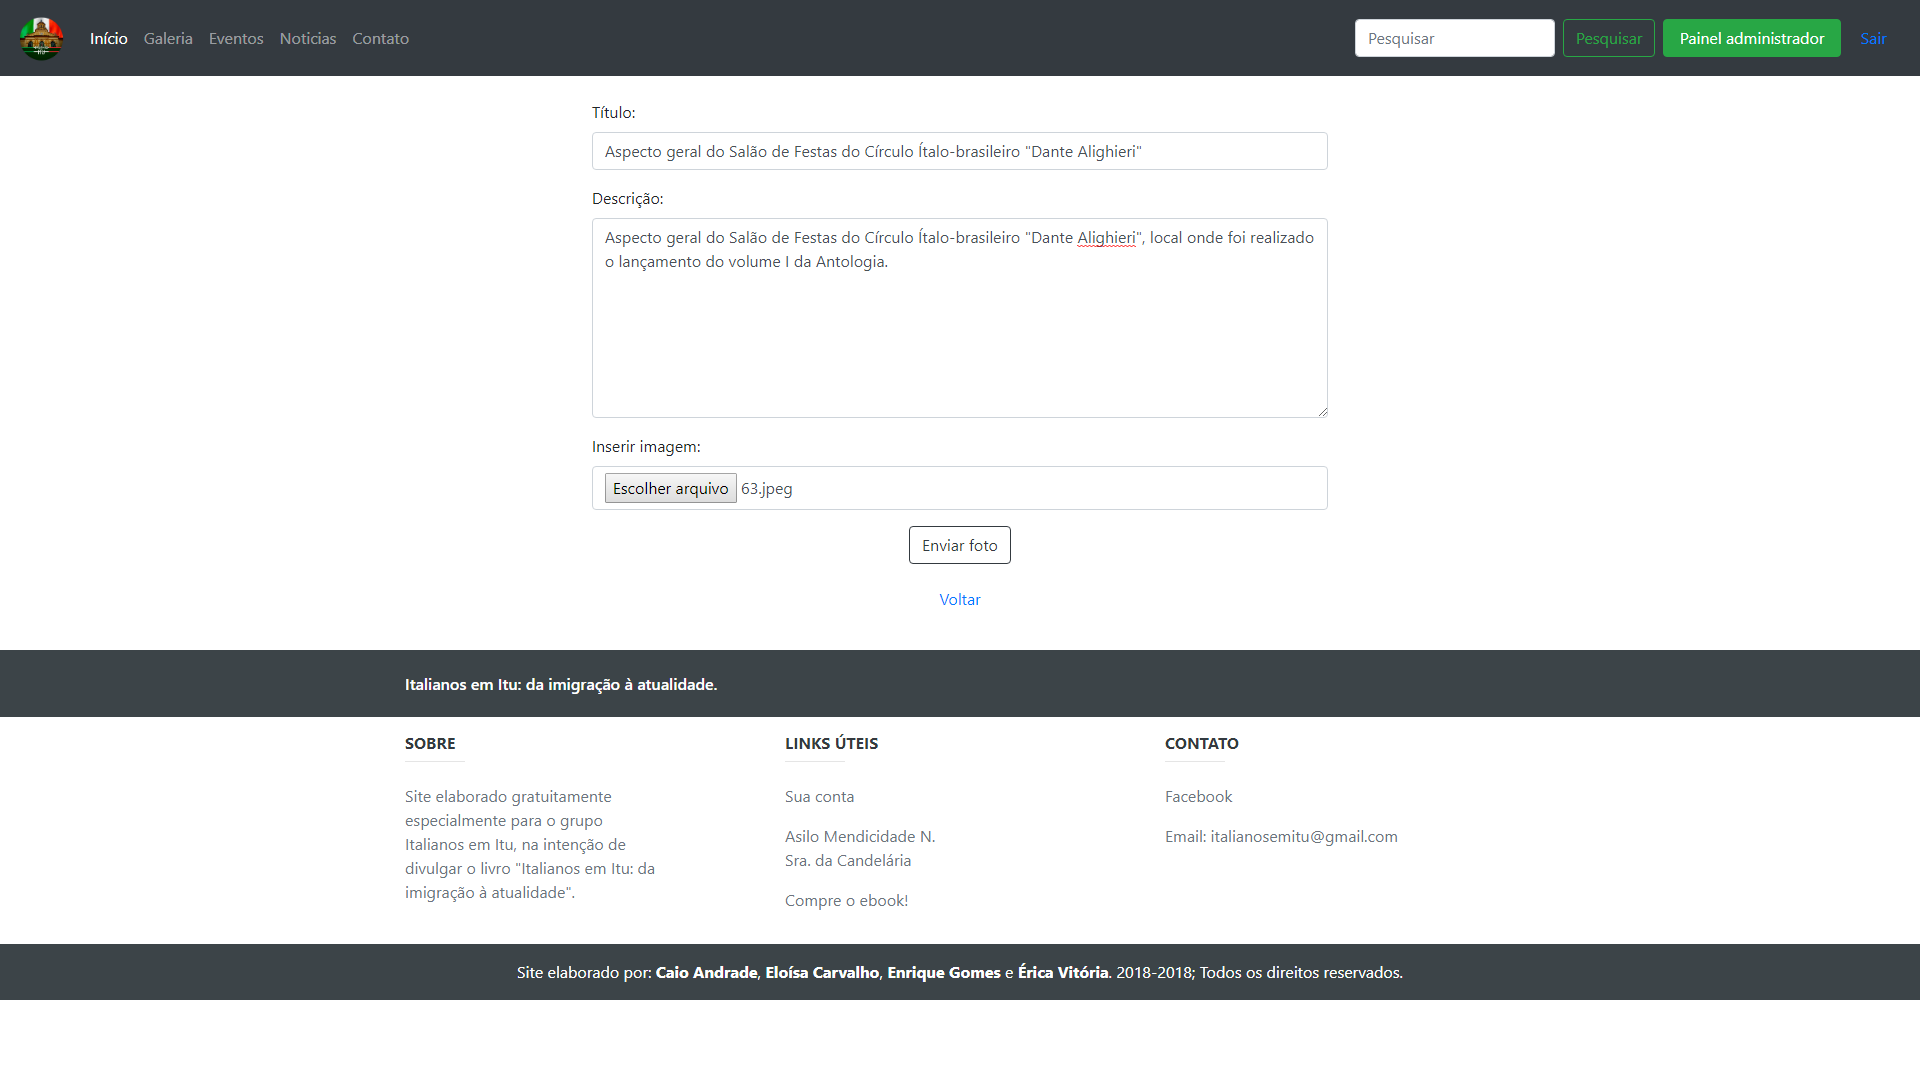 Início Galeria Eventos Noticias Contato Pesquisar Pesquisar Painel administrador Sair
Título:
Aspecto geral do Salão de Festas do Círculo Ítalo-brasileiro "Dante Alighieri"
Descrição:
Aspecto geral do Salão de Festas do Círculo Ítalo-brasileiro "Dante Alighieri", local onde foi realizado
o lançamento do volume I da Antologia.
Inserir imagem:
Escolher arquivo 63.jpeg
Enviar foto
Voltar
Italianos em Itu: da imigração à atualidade.
SOBRE
Site elaborado gratuitamente
especialmente para o grupo
Italianos em Itu, na intenção de
divulgar o livro "Italianos em Itu: da
imigração à atualidade".
LINKS ÚTEIS
Sua conta
Asilo Mendicidade N.
Sra. da Candelária
Compre o ebook!
CONTATO
Facebook
Email: italianosemitu@gmail.com
Site elaborado por: Caio Andrade, Eloísa Carvalho, Enrique Gomes e Érica Vitória. 2018-2018; Todos os direitos reservados.